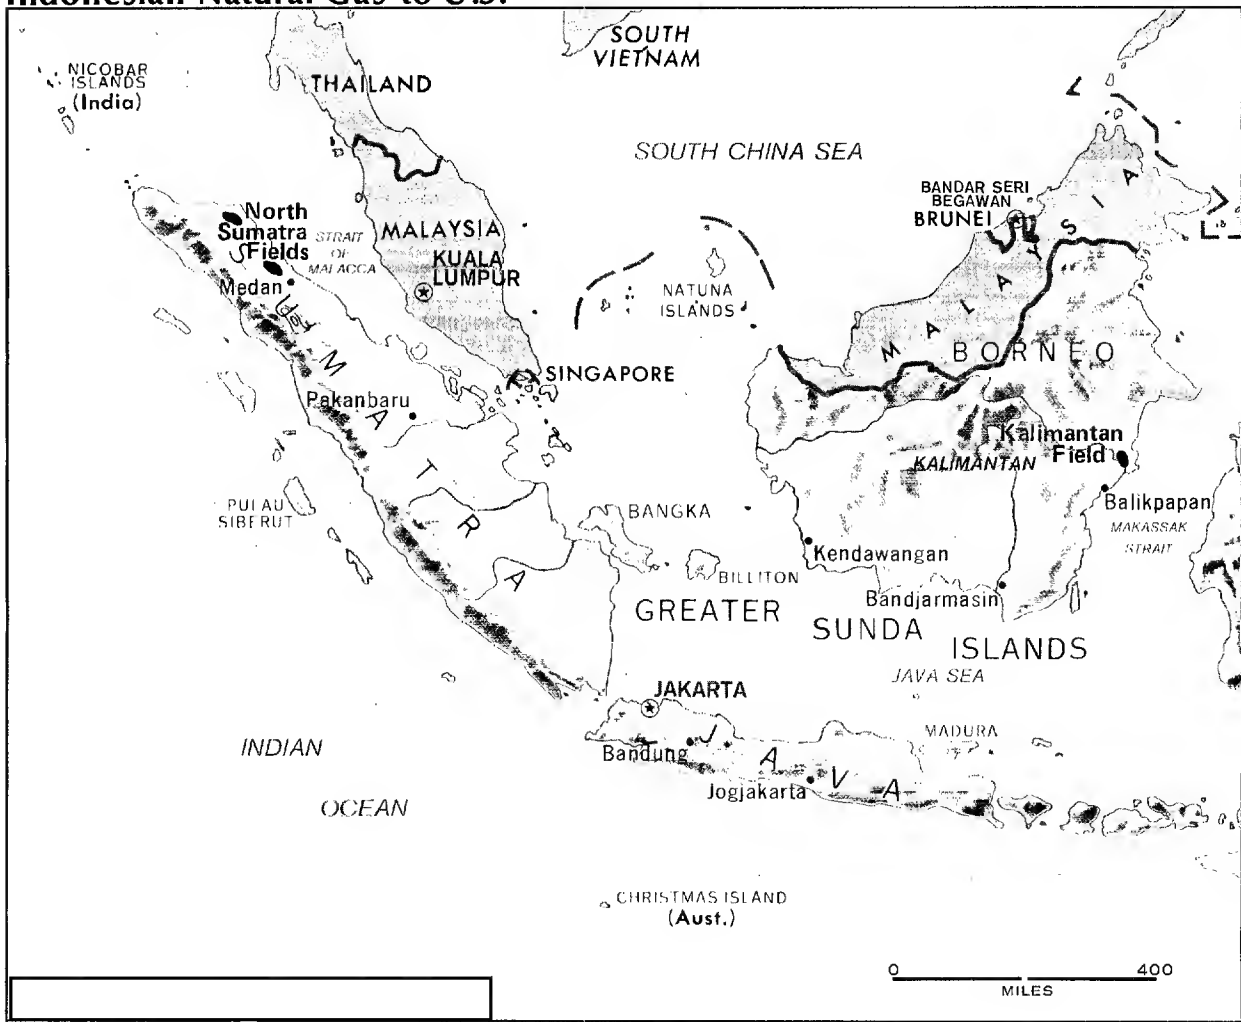 Indonesian Natural Gas to U.S.
SOUTH
VIETNAM
NICOBAR
ISLANDS
(India)
THAILAND
SOUTH CHINA SEA
BANDAR SERI
BEGAWAN
BRUNEI
North
Sumatra
Fields
STRAIT
OF
MALACCA
MALAYSIA
KUALA
LUMPUR
Medan
NATUNA
ISLANDS
MALAYSIA
BORNEO
SINGAPORE
Pekanbaru
SUMATRA
Kalimantan
Field
KALIMANTAN
Balikpapan
MAKASSAK
STRAIT
PULAU
SIBERUT
BANGKA
Kendawangan
BILLITON
Bandjarmasin
GREATER
SUNDA
ISLANDS
JAVA SEA
JAKARTA
MADURA
INDIAN
OCEAN
Bandung
JAVA
Jogjakarta
CHRISTMAS ISLAND
(Aust.)
0 400
MILES